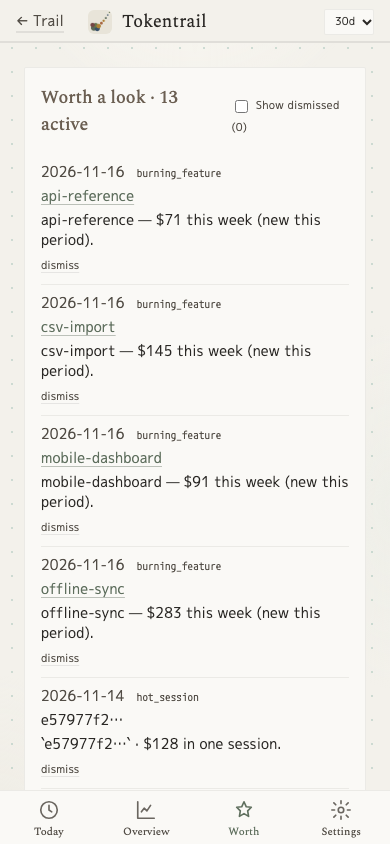 ← Trail
Tokentrail
30d
Worth a look · 13
active
Show dismissed
(0)
2026-11-16 burning_feature
api-reference
api-reference — $71 this week (new this
period).
dismiss
2026-11-16 burning_feature
csv-import
csv-import — $145 this week (new this
period).
dismiss
2026-11-16 burning_feature
mobile-dashboard
mobile-dashboard — $91 this week (new this
period).
dismiss
2026-11-16 burning_feature
offline-sync
offline-sync — $283 this week (new this
period).
dismiss
2026-11-14 hot_session
e57977f2…
`e57977f2…` · $128 in one session.
dismiss
Today
Overview
Worth
Settings